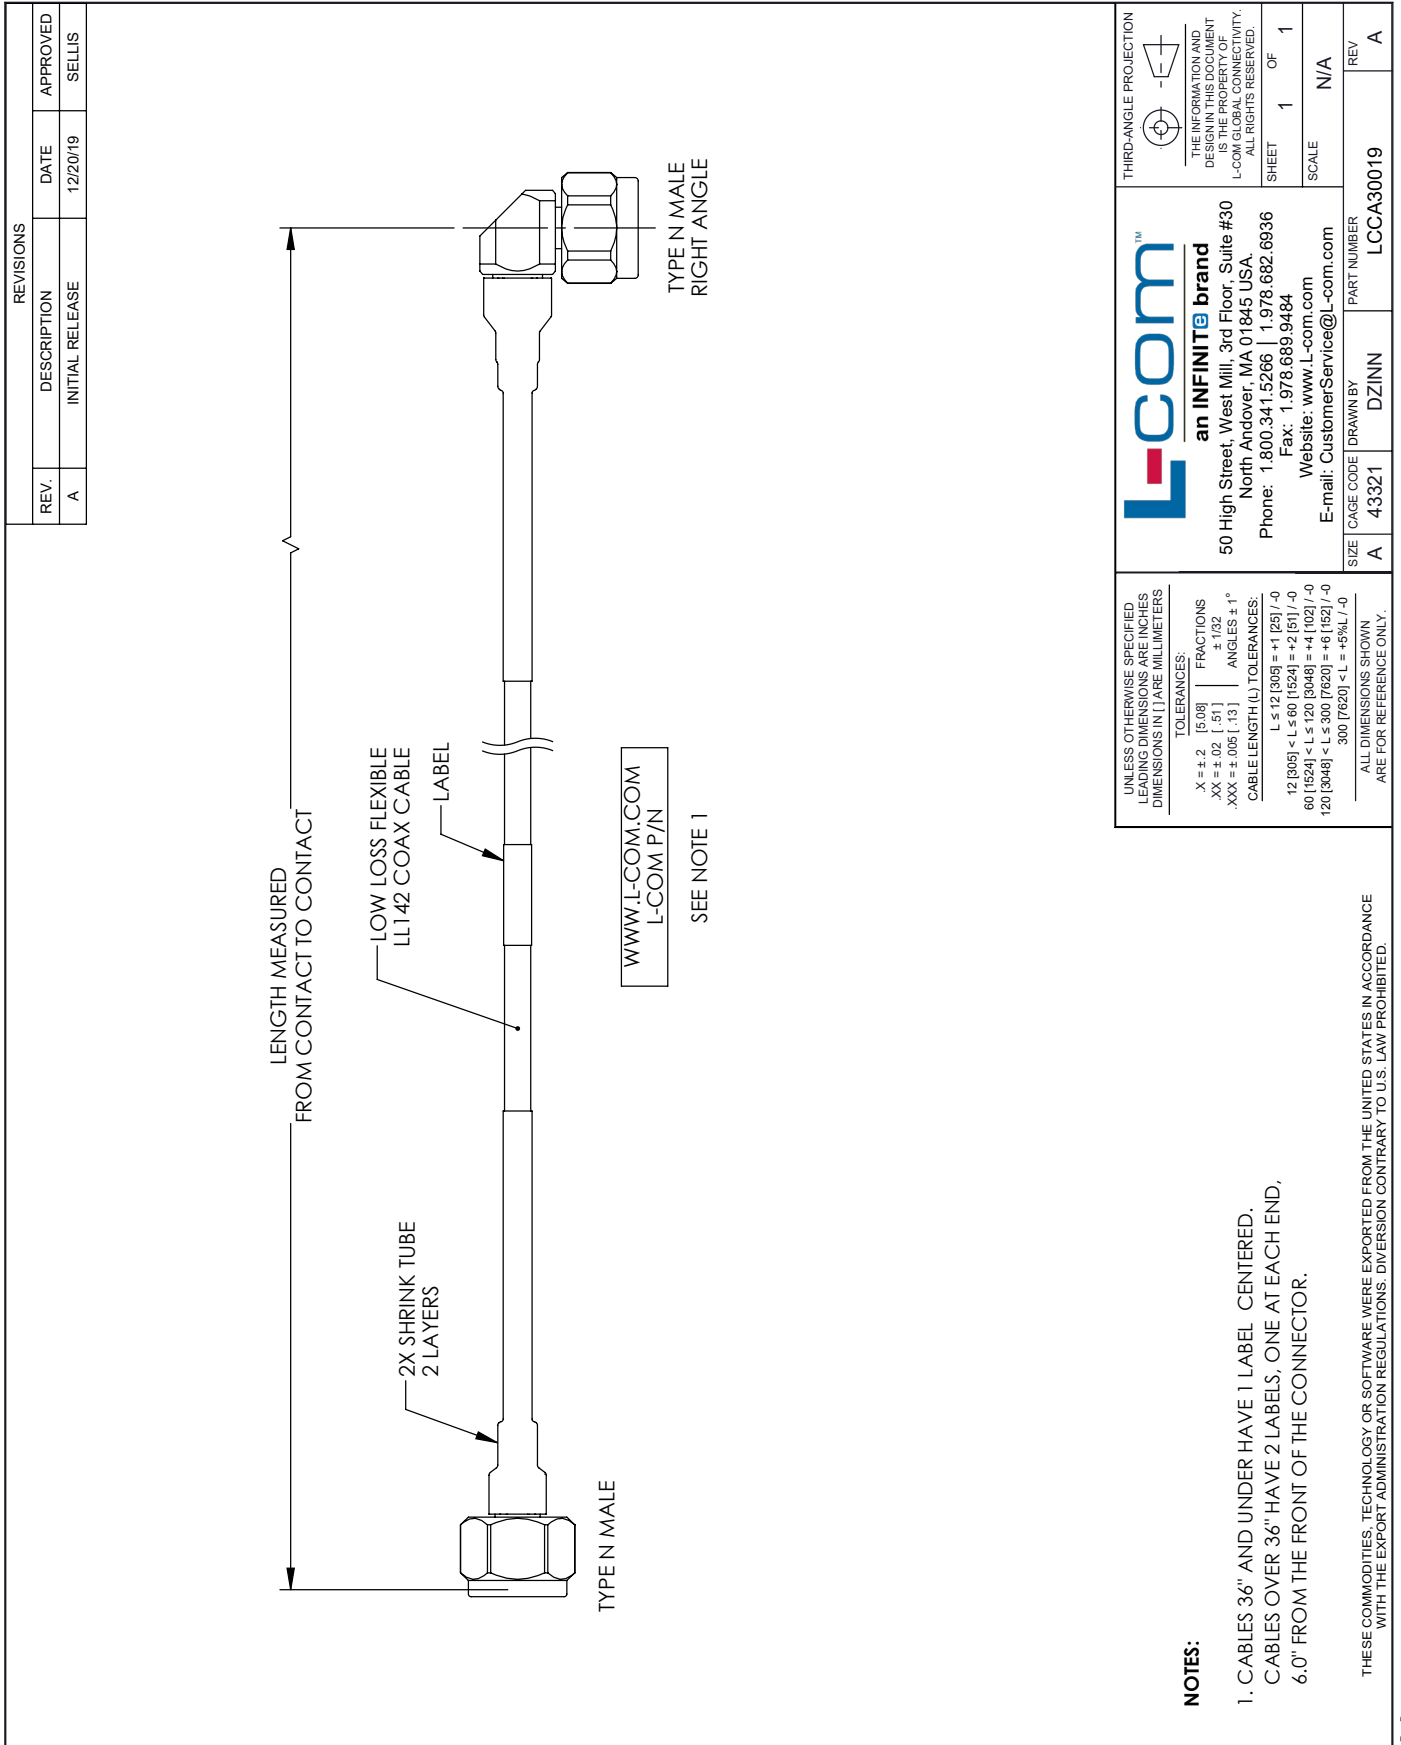 REVISIONS
REV.
DESCRIPTION
DATE
APPROVED
A
INITIAL RELEASE
12/20/19
SELLIS
LENGTH MEASURED
FROM CONTACT TO CONTACT
2X SHRINK TUBE
2 LAYERS
LOW LOSS FLEXIBLE
LL142 COAX CABLE
LABEL
TYPE N MALE
WWW.L-COM.COM
L-COM P/N
SEE NOTE 1
TYPE N MALE
RIGHT ANGLE
NOTES:
1. CABLES 36" AND UNDER HAVE 1 LABEL CENTERED.
CABLES OVER 36" HAVE 2 LABELS, ONE AT EACH END,
6.0" FROM THE FRONT OF THE CONNECTOR.
THESE COMMODITIES, TECHNOLOGY OR SOFTWARE WERE EXPORTED FROM THE UNITED STATES IN ACCORDANCE
WITH THE EXPORT ADMINISTRATION REGULATIONS. DIVERSION CONTRARY TO U.S. LAW PROHIBITED.
UNLESS OTHERWISE SPECIFIED
LEADING DIMENSIONS ARE INCHES
DIMENSIONS IN [ ] ARE MILLIMETERS
TOLERANCES:
.X = ± .2 [5.08]
.XX = ± .02 [ .51 ]
.XXX = ± .005 [ .13 ]
FRACTIONS
± 1/32
ANGLES ± 1°
CABLE LENGTH (L) TOLERANCES:
L ≤ 12 [305] = +1 [25] / -0
12 [305] < L ≤ 60 [1524] = +2 [51] / -0
60 [1524] < L ≤ 120 [3048] = +4 [102] / -0
120 [3048] < L ≤ 300 [7620] = +6 [152] / -0
300 [7620] < L = +5%L / -0
ALL DIMENSIONS SHOWN
ARE FOR REFERENCE ONLY.
L-com™
an INFINIT@ brand
50 High Street, West Mill, 3rd Floor, Suite #30
North Andover, MA 01845 USA.
Phone: 1.800.341.5266 | 1.978.682.6936
Fax: 1.978.689.9484
Website: www.L-com.com
E-mail: CustomerService@L-com.com
THIRD-ANGLE PROJECTION
THE INFORMATION AND
DESIGN IN THIS DOCUMENT
IS THE PROPERTY OF
L-COM GLOBAL CONNECTIVITY.
ALL RIGHTS RESERVED.
SHEET 1 OF 1
SCALE N/A
SIZE
A
CAGE CODE
43321
DRAWN BY
DZINN
PART NUMBER
LCCA30019
REV
A